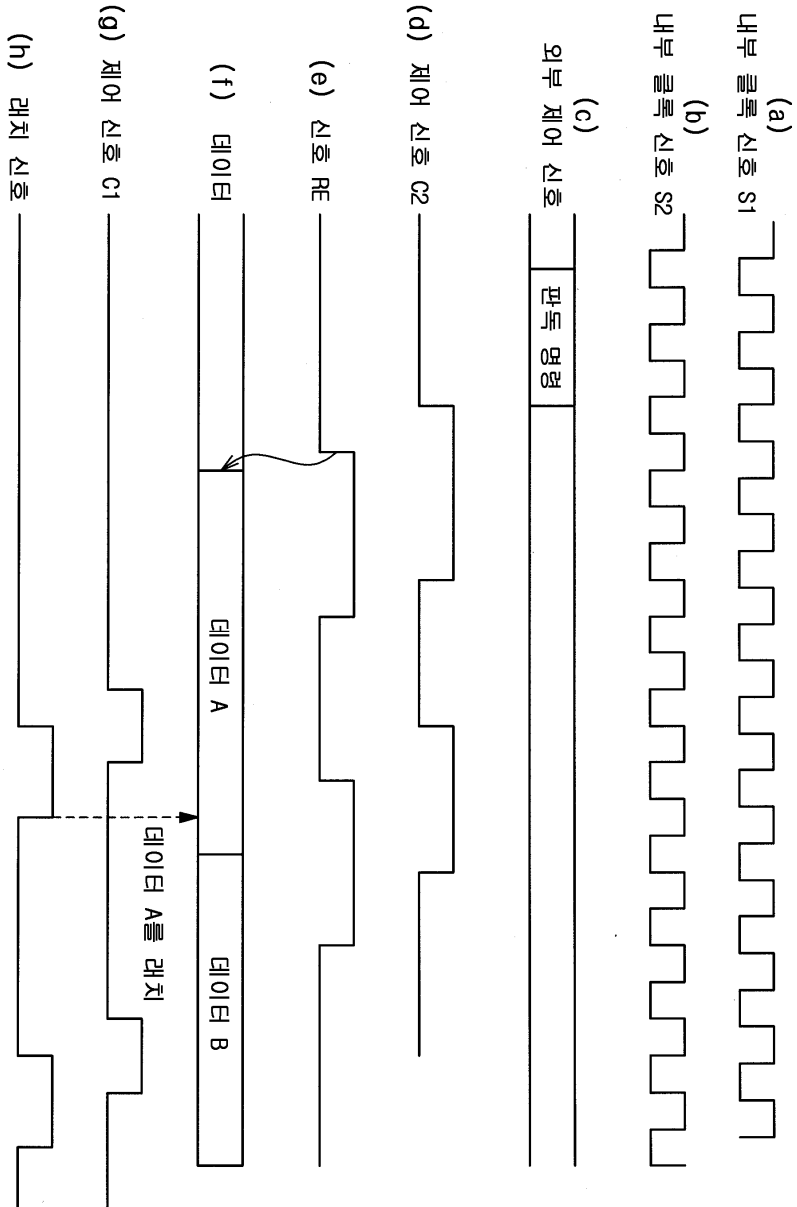 (a)
내부 클록 신호 S1
(b)
내부 클록 신호 S2
(c)
외부 제어 신호
판독 명령
(d) 제어 신호 C2
(e) 신호 RE
(f) 데이터
데이터 A
데이터 B
(g) 제어 신호 C1
데이터 A를 래치
(h) 래치 신호